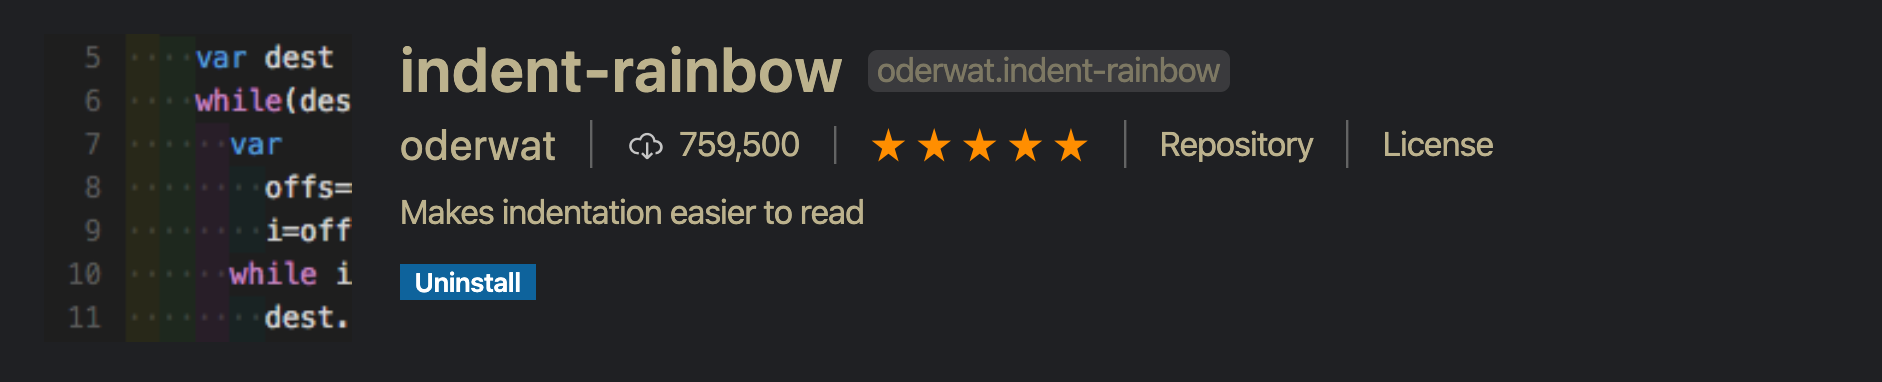 5 ····var dest
6 ····while(des
7 ······var
8 ········offs=
9 ········i=off
10 ······while i
11 ········dest.
indent-rainbow oderwat.indent-rainbow
oderwat | 759,500 | ★★★★★ | Repository | License
Makes indentation easier to read
Uninstall